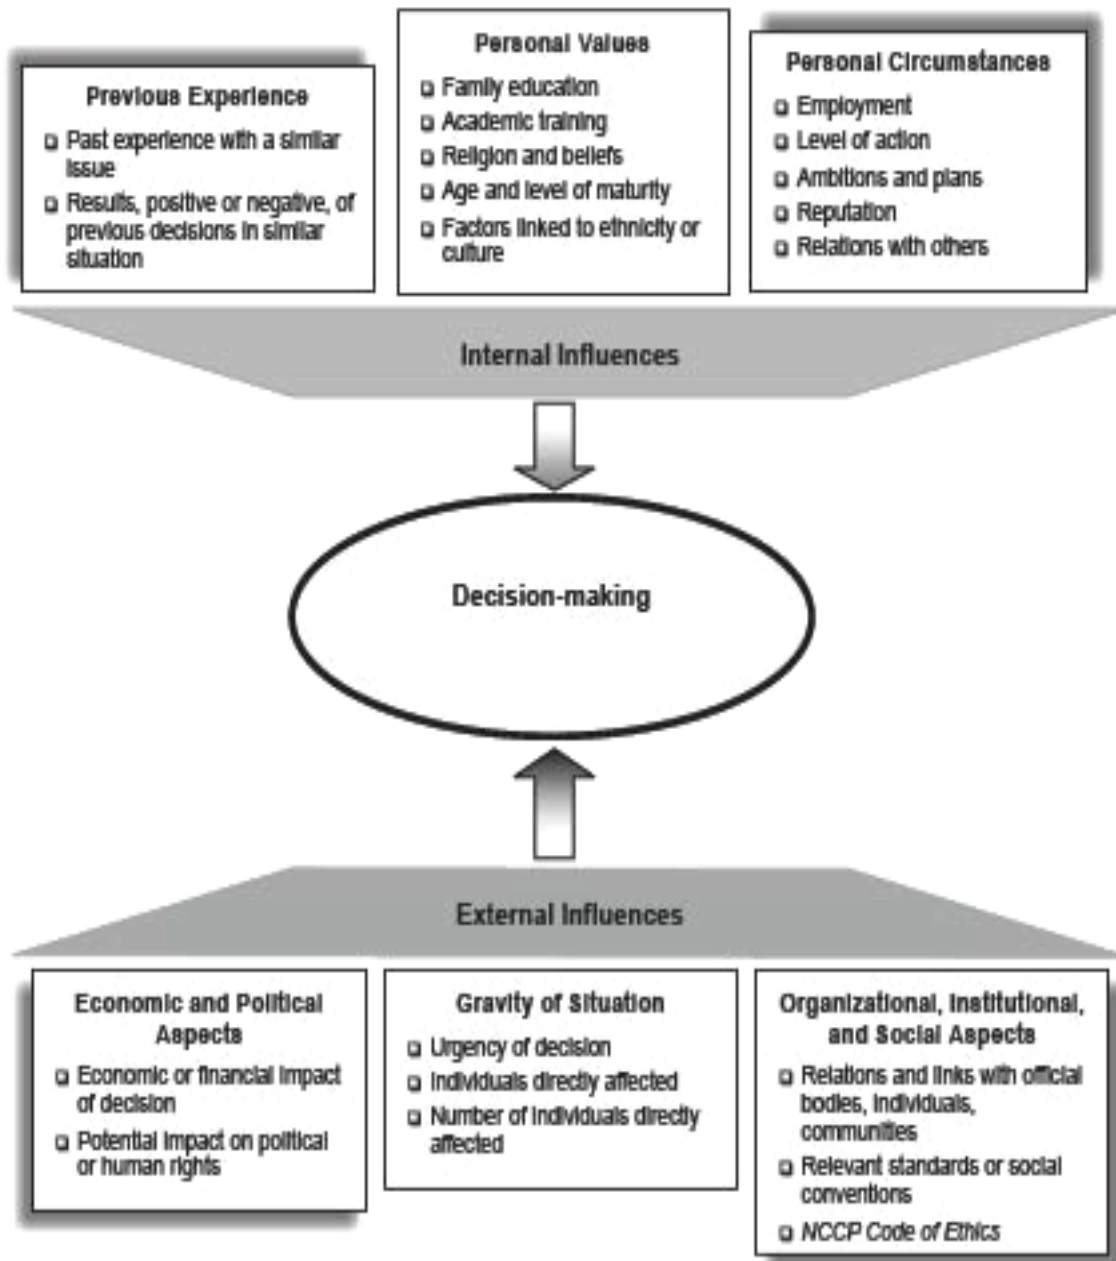 Previous Experience
❑ Past experience with a similar
issue
❑ Results, positive or negative, of
previous decisions in similar
situation
Personal Values
❑ Family education
❑ Academic training
❑ Religion and beliefs
❑ Age and level of maturity
❑ Factors linked to ethnicity or
culture
Personal Circumstances
❑ Employment
❑ Level of action
❑ Ambitions and plans
❑ Reputation
❑ Relations with others
Internal Influences
Decision-making
External Influences
Economic and Political
Aspects
❑ Economic or financial impact
of decision
❑ Potential impact on political
or human rights
Gravity of Situation
❑ Urgency of decision
❑ Individuals directly affected
❑ Number of individuals directly
affected
Organizational, Institutional,
and Social Aspects
❑ Relations and links with official
bodies, individuals,
communities
❑ Relevant standards or social
conventions
❑ NCCP Code of Ethics